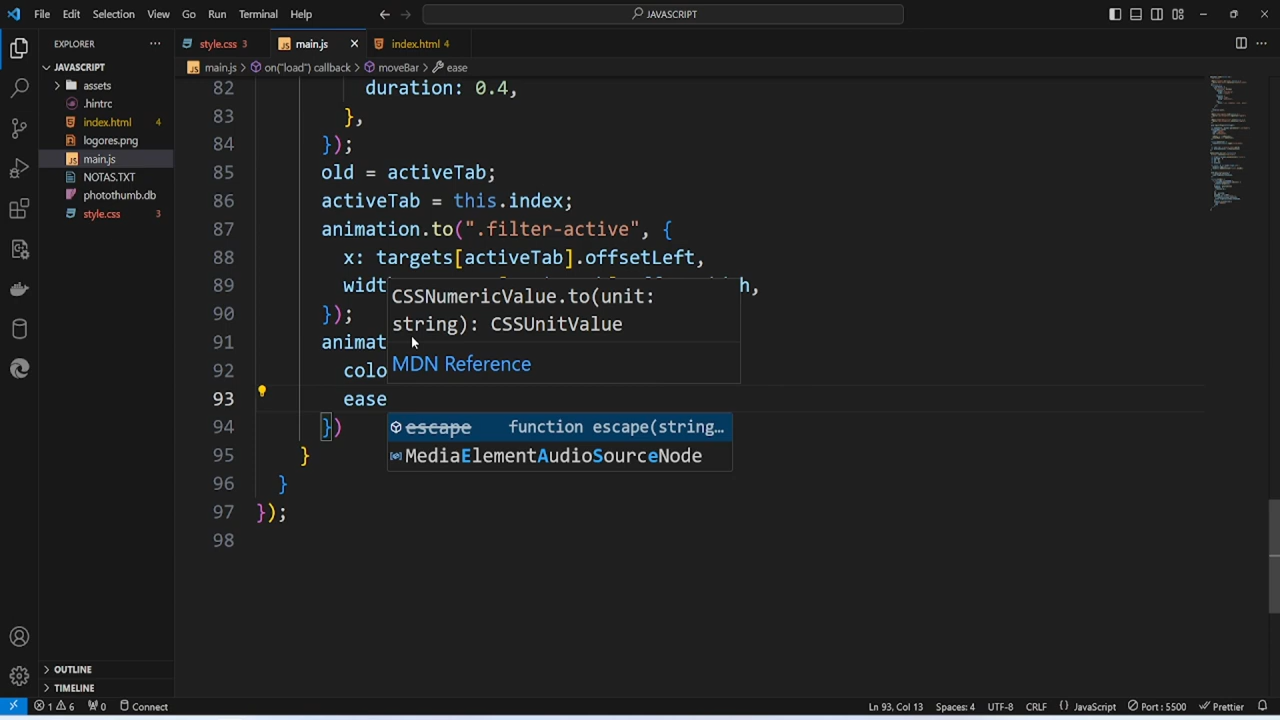 File Edit Selection View Go Run Terminal Help
JAVASCRIPT
EXPLORER
JAVASCRIPT
assets
.hintrc
index.html 4
logores.png
main.js
NOTAS.TXT
photothumb.db
style.css 3
OUTLINE
TIMELINE
style.css 3
main.js
index.html 4
main.js > on("load") callback > moveBar > ease
82 duration: 0.4,
83 },
84 });
85 old = activeTab;
86 activeTab = this.index;
87 animation.to(".filter-active", {
88 x: targets[activeTab].offsetLeft,
89 widt h,
90 });
91 animat
92 colo
93 ease
94 })
95 }
96 }
97 });
98
CSSNumericValue.to(unit:
string): CSSUnitValue
MDN Reference
escape function escape(string…
MediaElementAudioSourceNode
1 6 0 Connect Ln 93, Col 13 Spaces: 4 UTF-8 CRLF {} JavaScript Port : 5500 Prettier